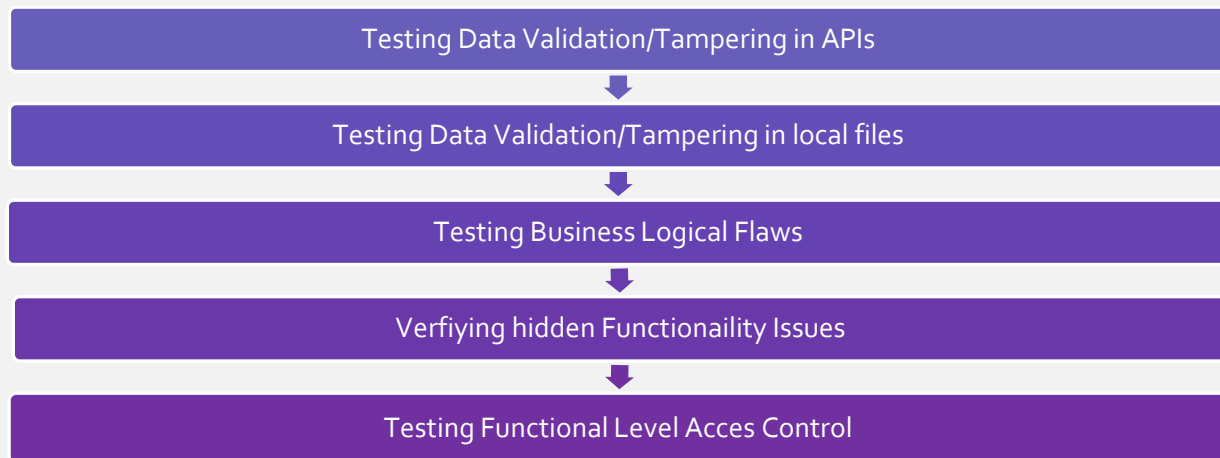 Testing Data Validation/Tampering in APIs
Testing Data Validation/Tampering in local files
Testing Business Logical Flaws
Verfiying hidden Functionaility Issues
Testing Functional Level Acces Control